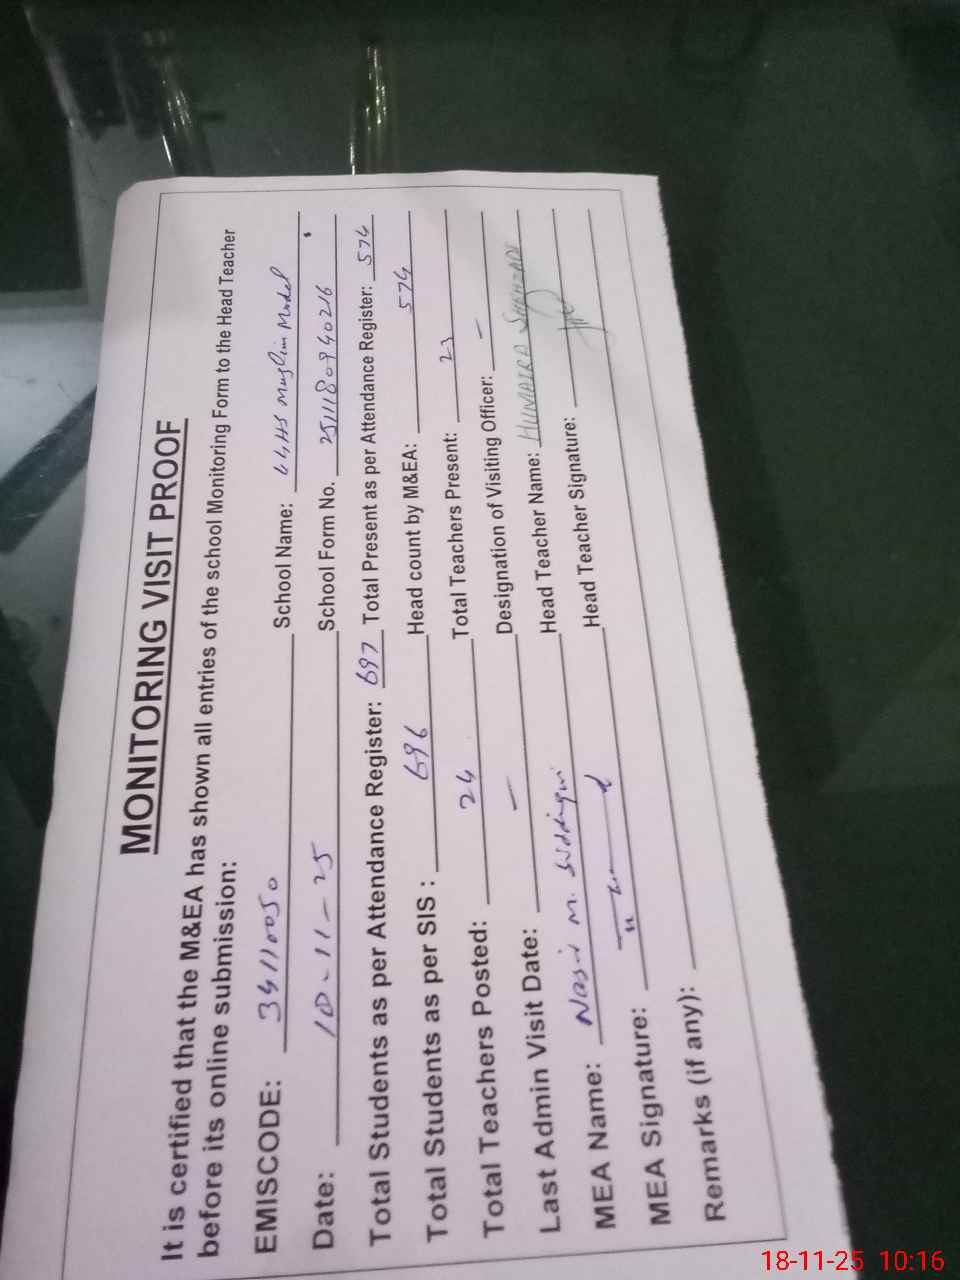 MONITORING VISIT PROOF
It is certified that the M&EA has shown all entries of the school Monitoring Form to the Head Teacher
before its online submission:
EMISCODE: 34110050 School Name: GGHS Muslim Model
Date: 18-11-25 School Form No. 2511180940216
Total Students as per Attendance Register: 697 Total Present as per Attendance Register: 574
Total Students as per SIS: 696 Head count by M&EA: 574
Total Teachers Posted: 24 Total Teachers Present: 23
Last Admin Visit Date: — Designation of Visiting Officer: —
MEA Name: Nasir M. Siddiqui Head Teacher Name: HUMAIRA SHEHZADI
MEA Signature: Head Teacher Signature:
Remarks (if any):
18-11-25 10:16